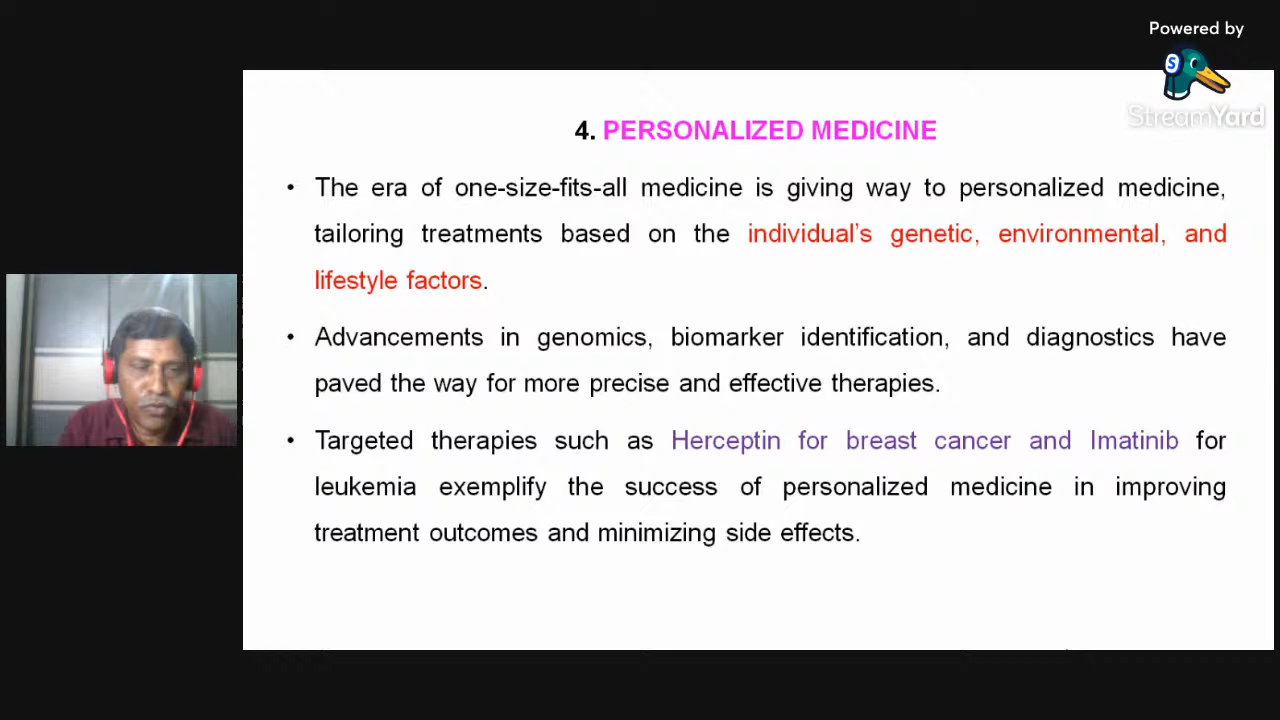 Powered by
S
StreamYard
4. PERSONALIZED MEDICINE
• The era of one-size-fits-all medicine is giving way to personalized medicine,
tailoring treatments based on the individual’s genetic, environmental, and
lifestyle factors.
• Advancements in genomics, biomarker identification, and diagnostics have
paved the way for more precise and effective therapies.
• Targeted therapies such as Herceptin for breast cancer and Imatinib for
leukemia exemplify the success of personalized medicine in improving
treatment outcomes and minimizing side effects.